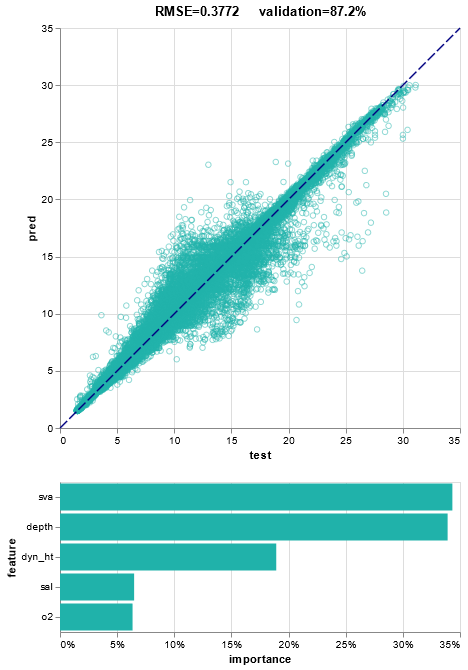 RMSE=0.3772 validation=87.2%
35
30
25
20
15
10
5
0
pred
0 5 10 15 20 25 30 35
test
sva
depth
dyn_ht
sal
o2
feature
0% 5% 10% 15% 20% 25% 30% 35%
importance